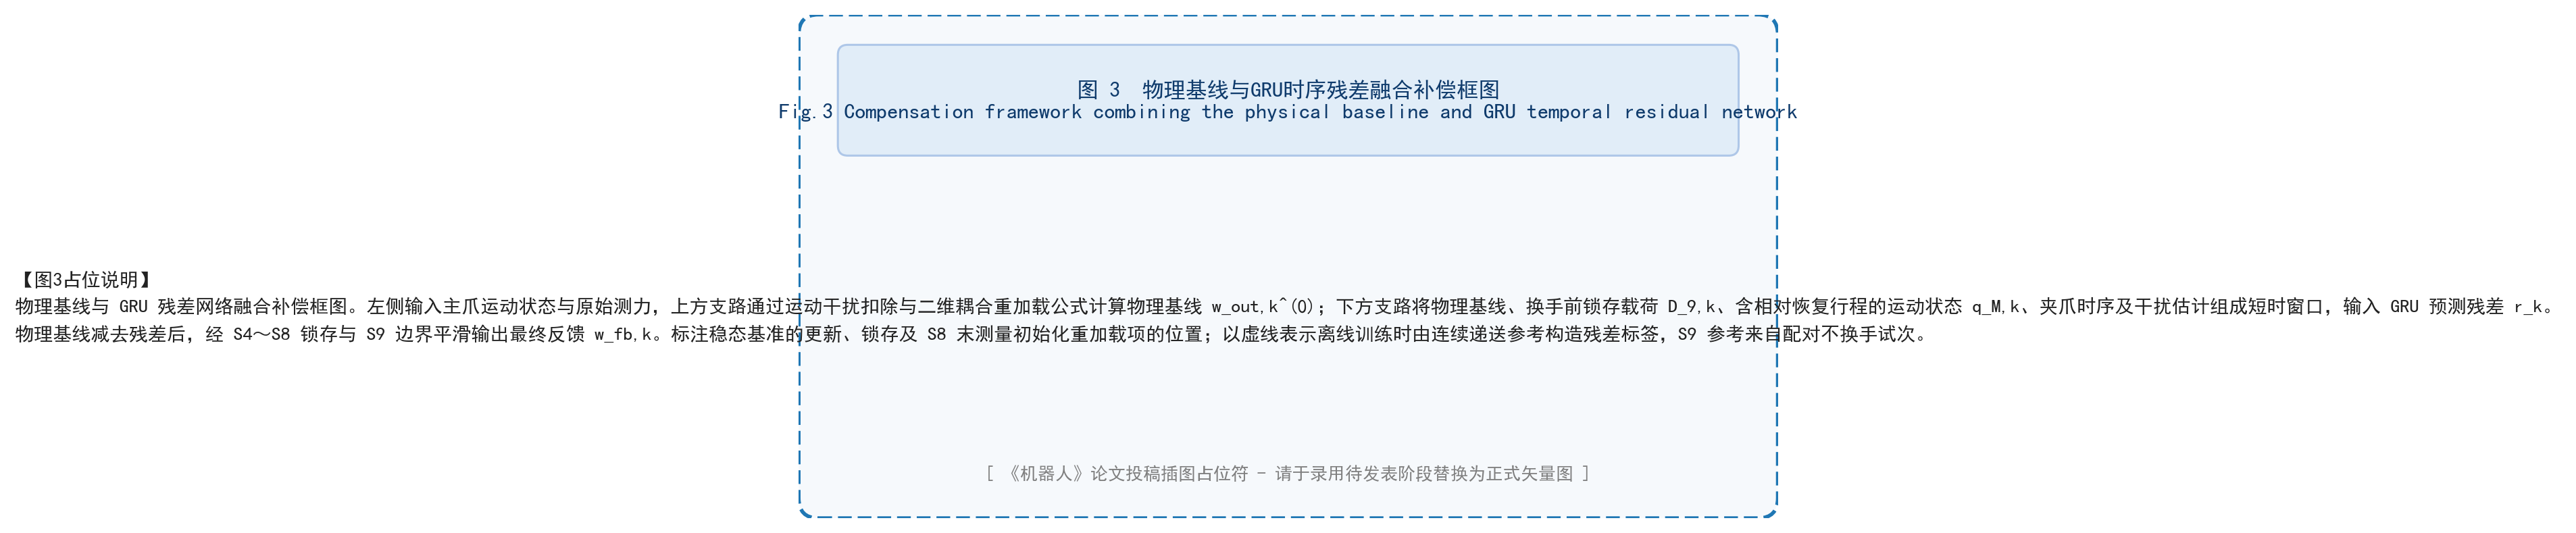 图 3  物理基线与GRU时序残差融合补偿框图
Fig.3 Compensation framework combining the physical baseline and GRU temporal residual network
【图3占位说明】
物理基线与 GRU 残差网络融合补偿框图。左侧输入主爪运动状态与原始测力，上方支路通过运动干扰扣除与二维耦合重加载公式计算物理基线 w_out,k^(0)；下方支路将物理基线、换手前锁存载荷 D_9,k、含相对恢复行程的运动状态 q_M,k、夹爪时序及干扰估计组成短时窗口，输入 GRU 预测残差 r_k。
物理基线减去残差后，经 S4～S8 锁存与 S9 边界平滑输出最终反馈 w_fb,k。标注稳态基准的更新、锁存及 S8 末测量初始化重加载项的位置；以虚线表示离线训练时由连续递送参考构造残差标签，S9 参考来自配对不换手试次。
[ 《机器人》论文投稿插图占位符 - 请于录用待发表阶段替换为正式矢量图 ]